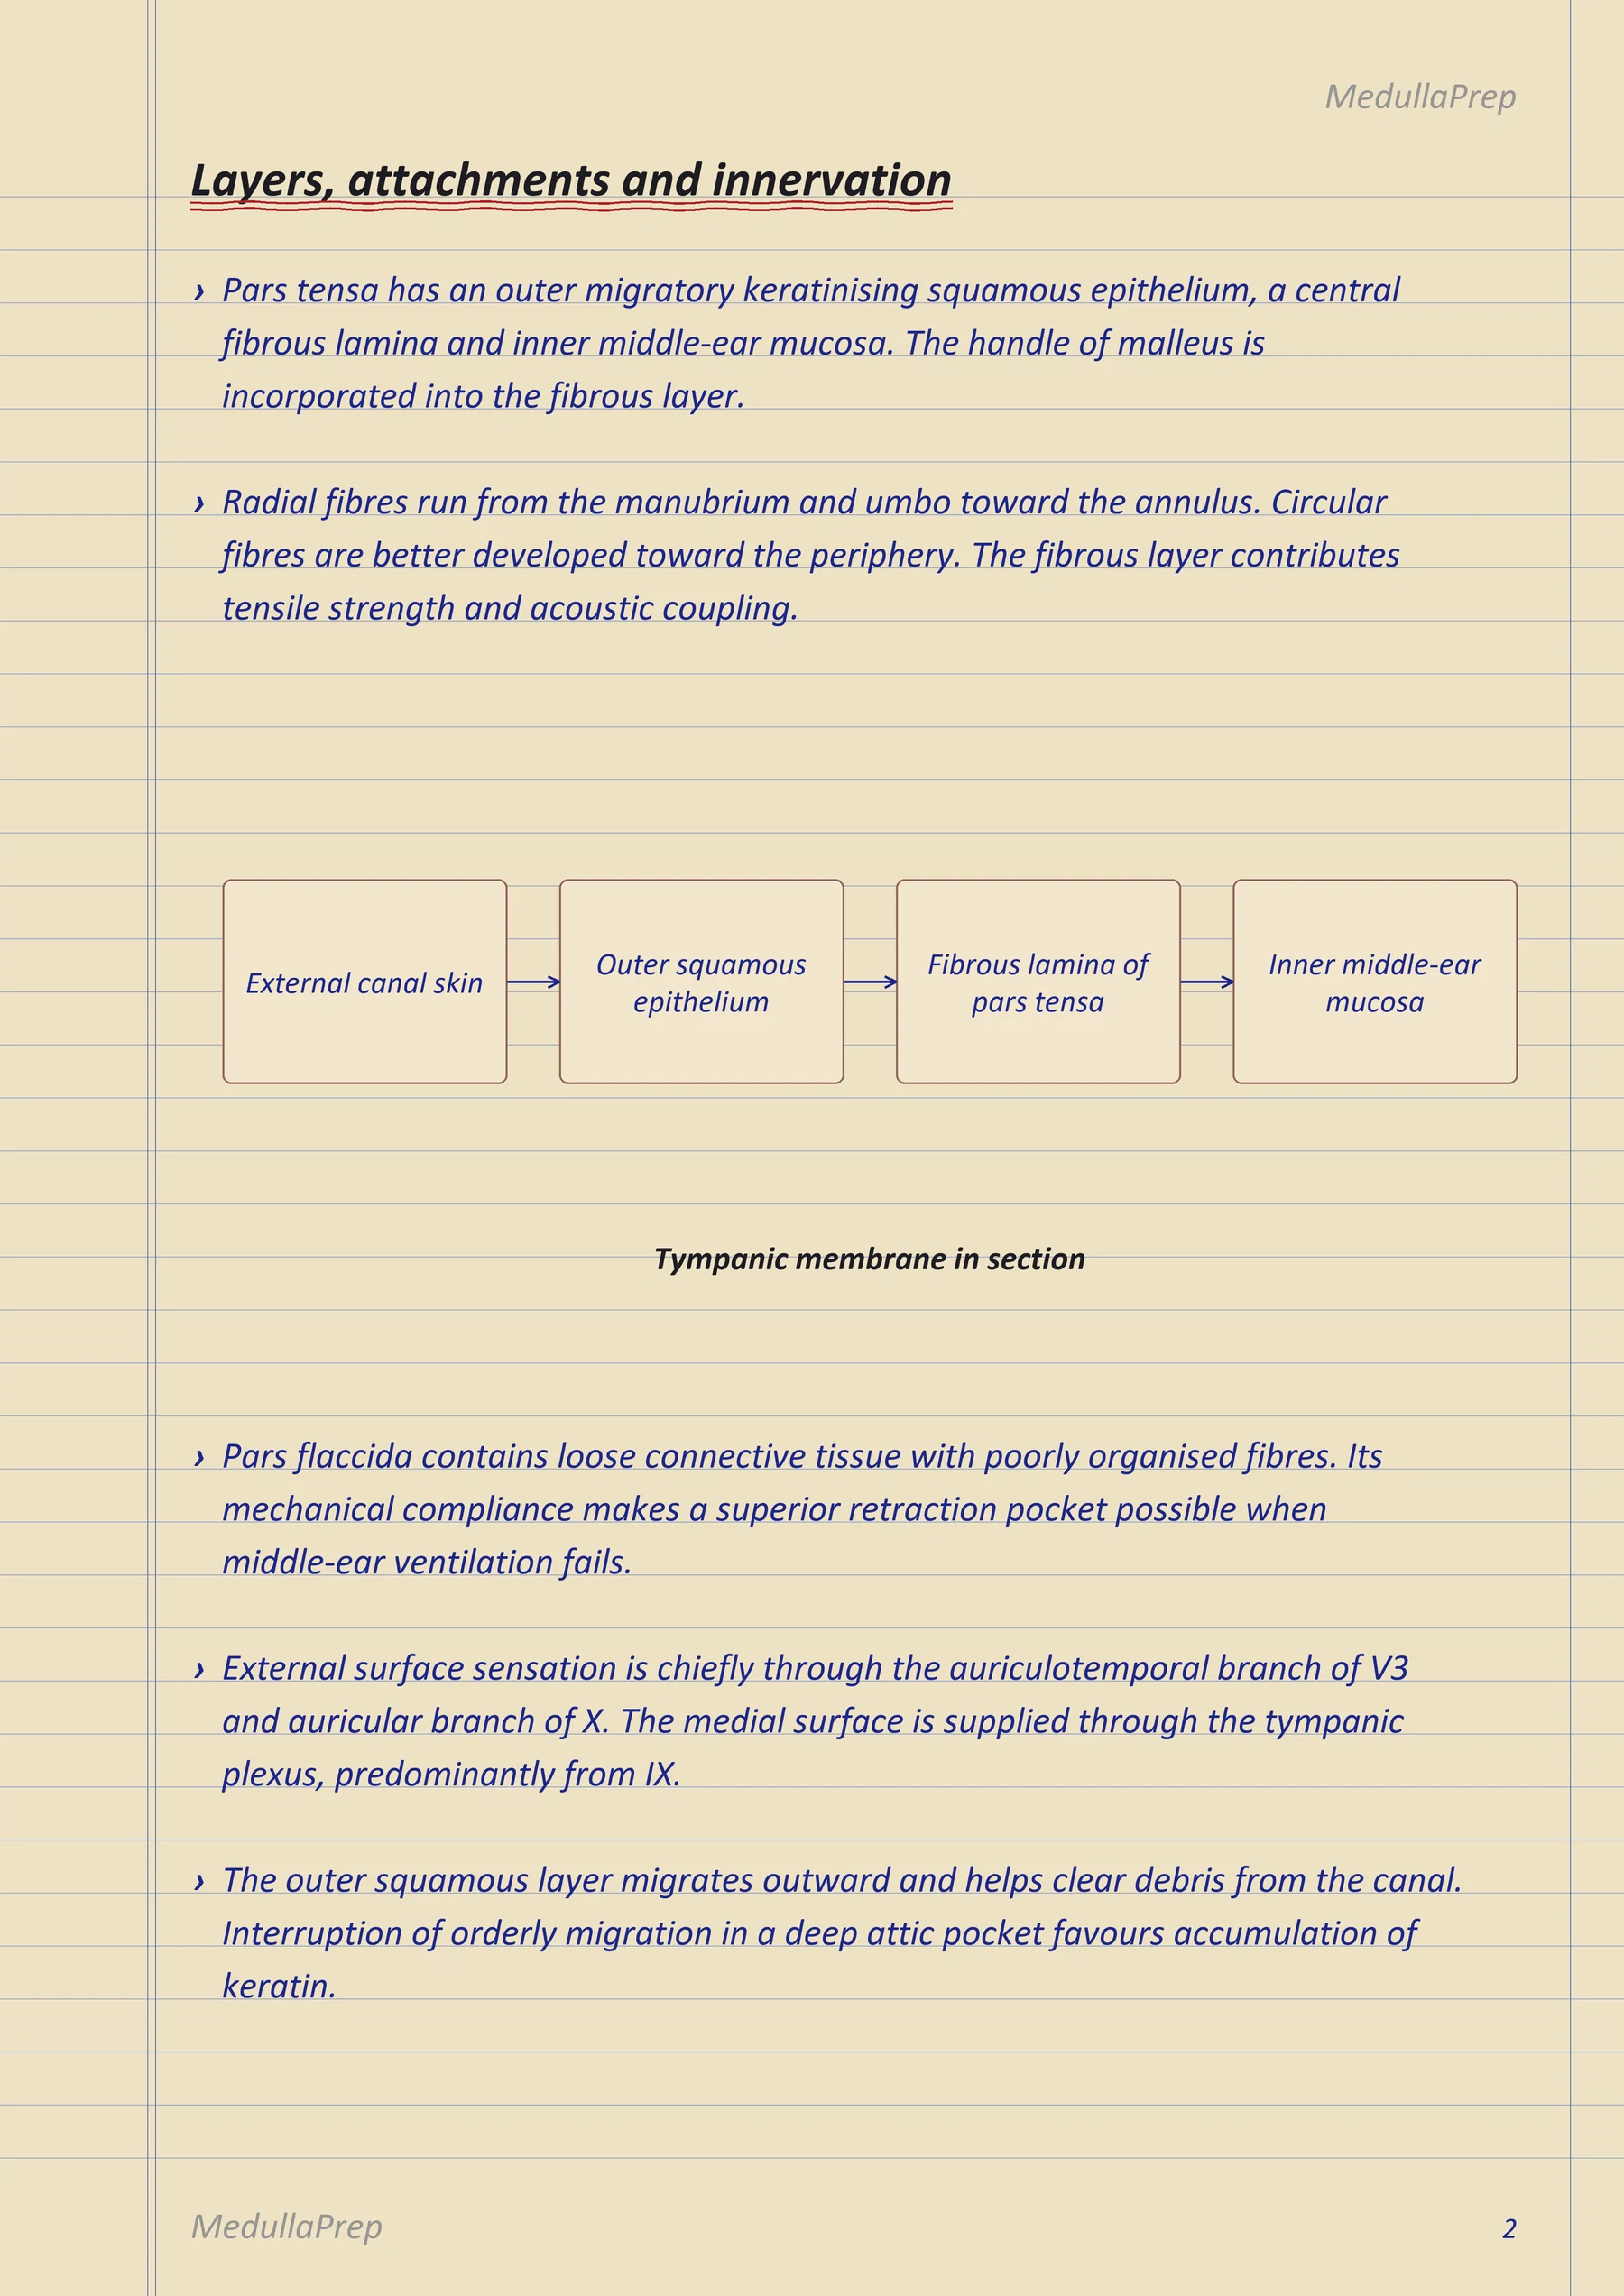 MedullaPrep
Layers, attachments and innervation
› Pars tensa has an outer migratory keratinising squamous epithelium, a central
fibrous lamina and inner middle-ear mucosa. The handle of malleus is
incorporated into the fibrous layer.
› Radial fibres run from the manubrium and umbo toward the annulus. Circular
fibres are better developed toward the periphery. The fibrous layer contributes
tensile strength and acoustic coupling.
External canal skin
Outer squamous
epithelium
Fibrous lamina of
pars tensa
Inner middle-ear
mucosa
Tympanic membrane in section
› Pars flaccida contains loose connective tissue with poorly organised fibres. Its
mechanical compliance makes a superior retraction pocket possible when
middle-ear ventilation fails.
› External surface sensation is chiefly through the auriculotemporal branch of V3
and auricular branch of X. The medial surface is supplied through the tympanic
plexus, predominantly from IX.
› The outer squamous layer migrates outward and helps clear debris from the canal.
Interruption of orderly migration in a deep attic pocket favours accumulation of
keratin.
MedullaPrep
2